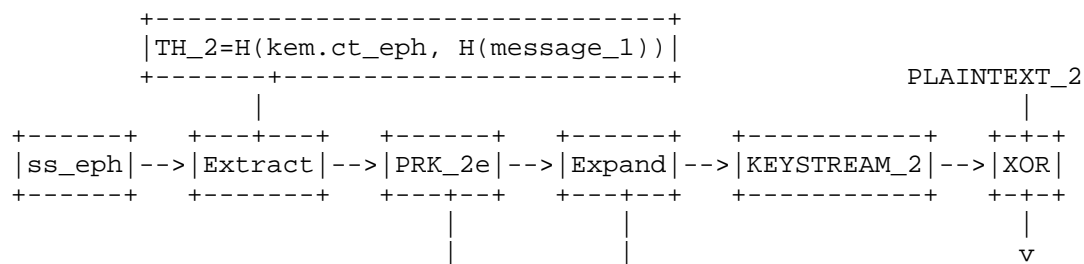 TH_2=H(kem.ct_eph, H(message_1))
PLAINTEXT_2
ss_eph Extract PRK_2e Expand KEYSTREAM_2 XOR
v